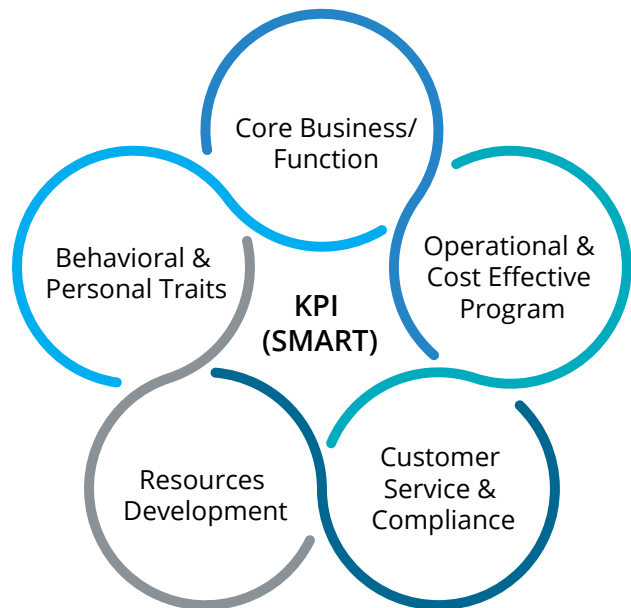 Core Business/
Function
Operational &
Cost Effective
Program
Customer
Service &
Compliance
Resources
Development
Behavioral &
Personal Traits
KPI
(SMART)